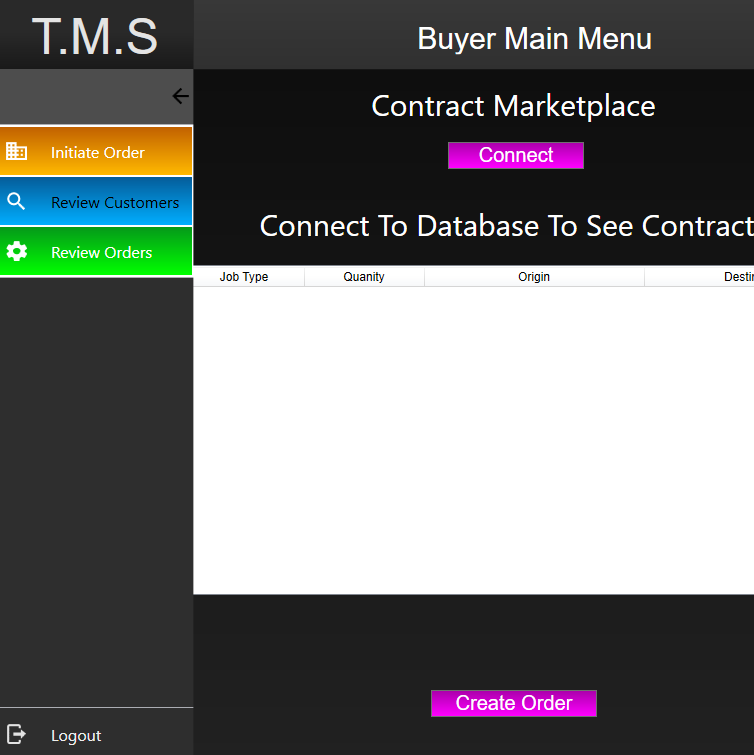 T.M.S
Buyer Main Menu
Contract Marketplace
Connect
Initiate Order
Review Customers
Review Orders
Connect To Database To See Contract
Job Type Quanity Origin Destin
Create Order
Logout